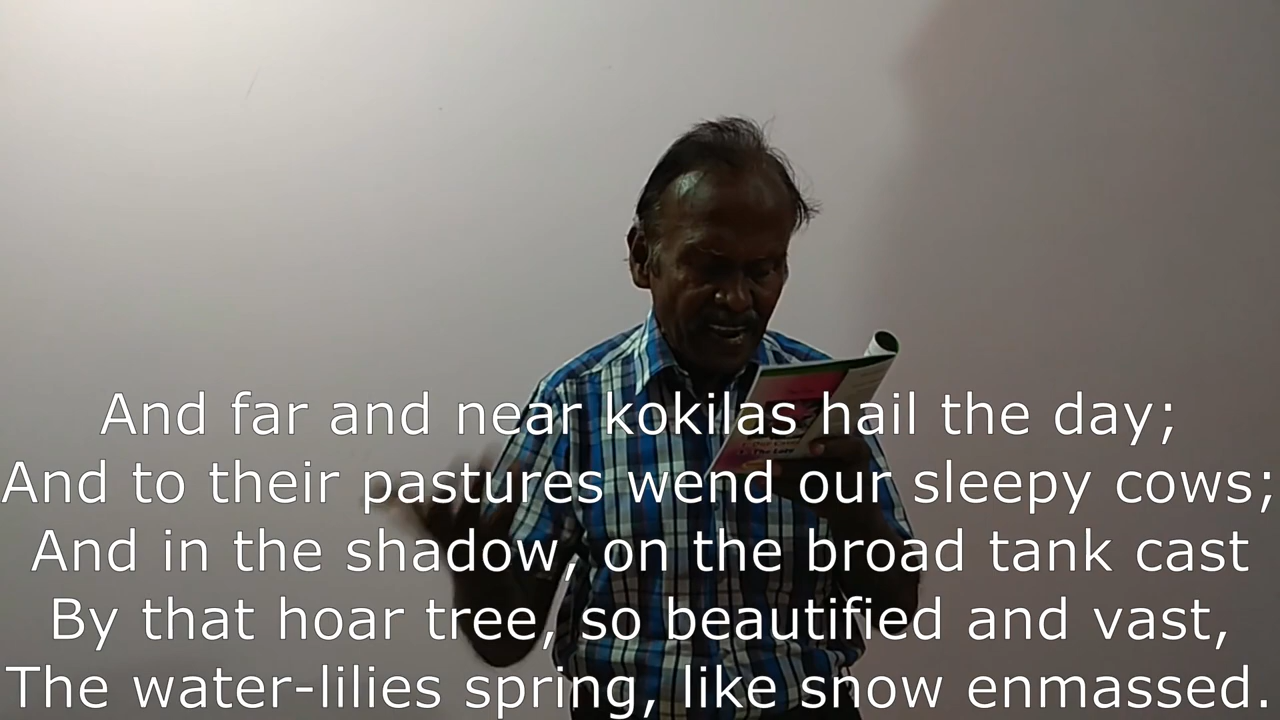 And far and near kokilas hail the day;
And to their pastures wend our sleepy cows;
And in the shadow, on the broad tank cast
By that hoar tree, so beautified and vast,
The water-lilies spring, like snow enmassed.